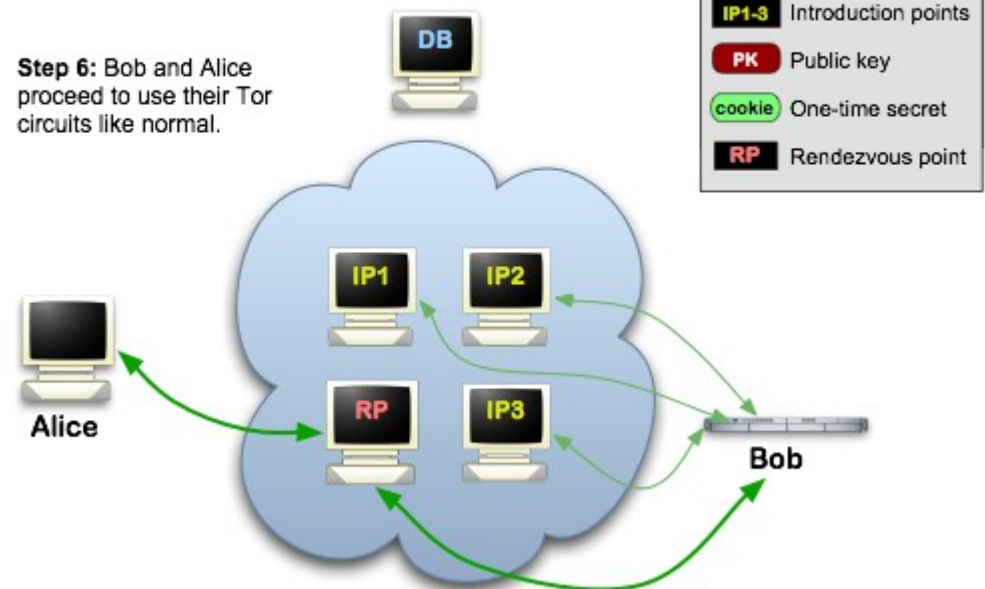 DB
IP1-3 Introduction points
Step 6: Bob and Alice
proceed to use their Tor
circuits like normal.
PK Public key
cookie One-time secret
RP Rendezvous point
IP1 IP2
Alice
RP IP3
Bob